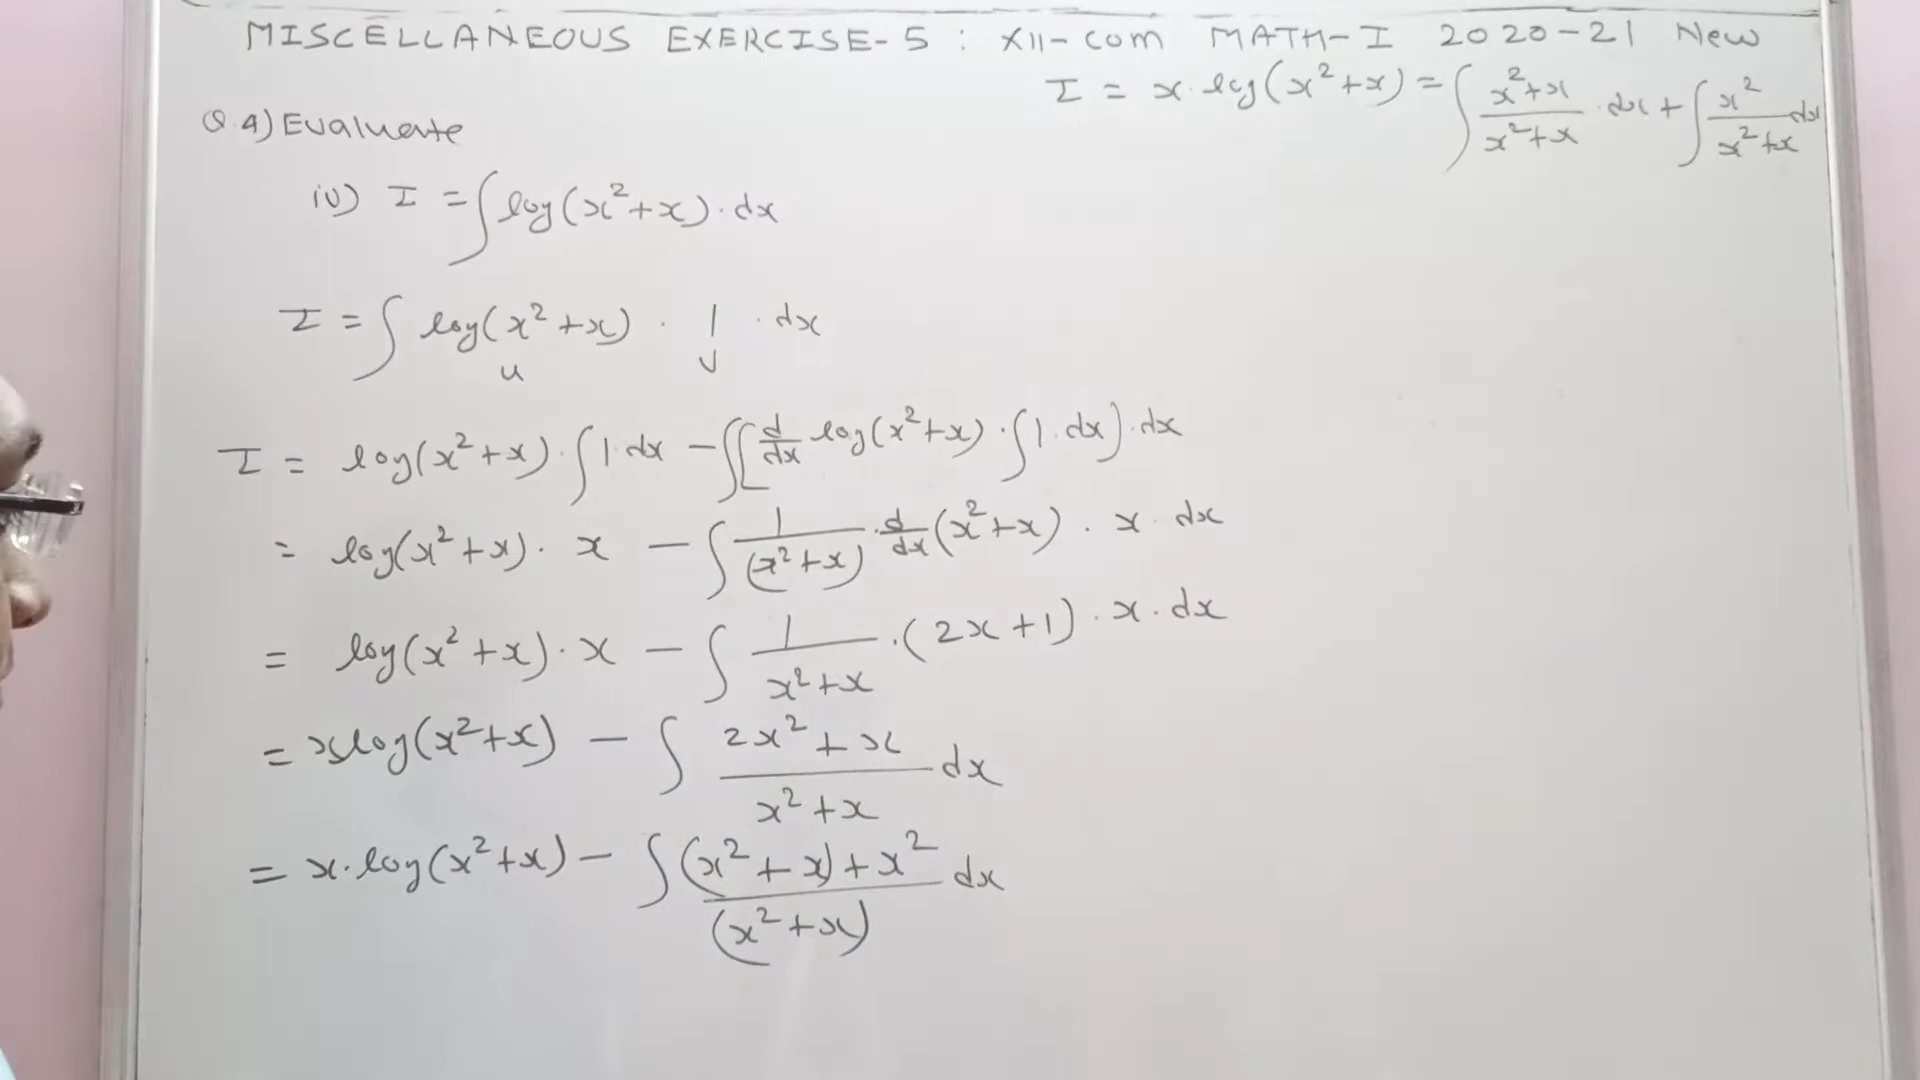 MISCELLANEOUS EXERCISE-5 : XII-COM MATH-I 2020-21 New
Q.4) Evaluate
iv) I = ∫ log(x²+x)·dx
I = ∫ log(x²+x) · 1 · dx
u v
I = log(x²+x)·∫1·dx - ∫[d/dx log(x²+x)·∫1·dx]·dx
= log(x²+x)· x - ∫ 1/(x²+x) · d/dx (x²+x) · x · dx
= log(x²+x)·x - ∫ 1/x²+x ·(2x+1)·x·dx
= xlog(x²+x) - ∫ 2x²+x/x²+x dx
= x·log(x²+x) - ∫ (x²+x)+x²/(x²+x) dx
I = x·log(x²+x) = ∫ x²+x/x²+x ·dx + ∫ x²/x²+x dx